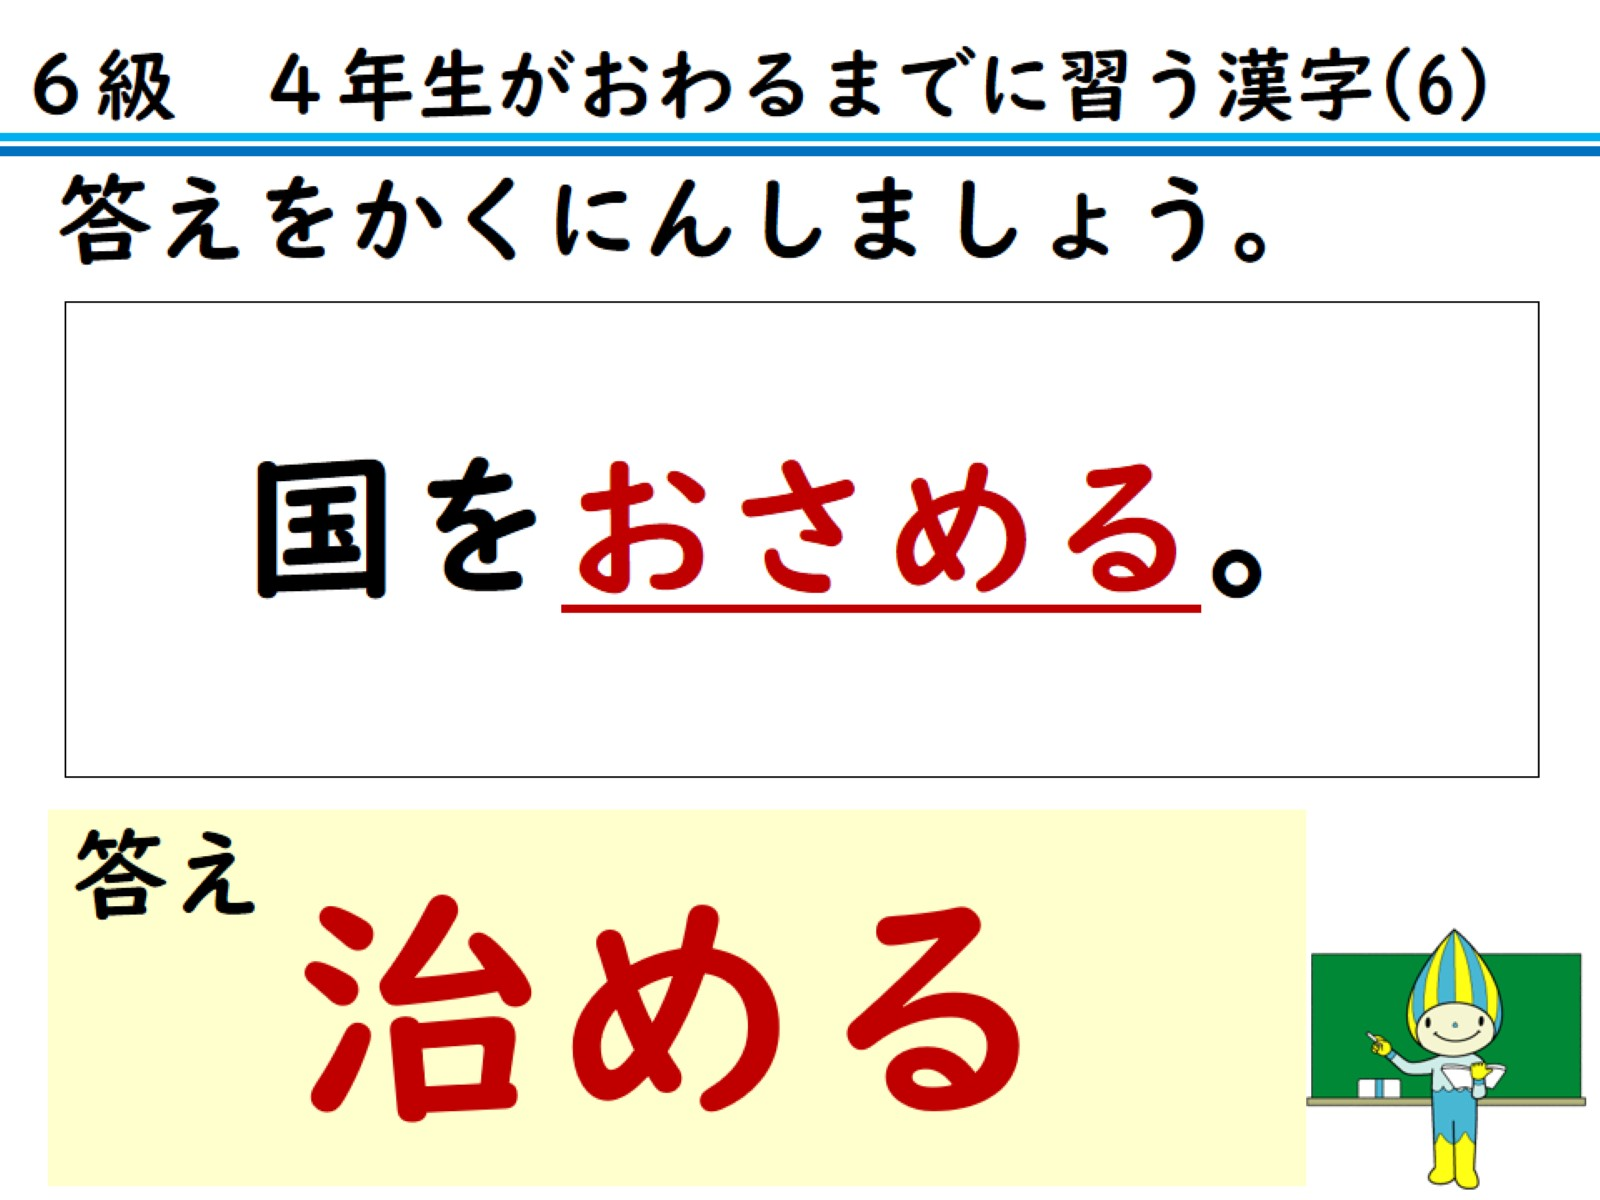 ６級　４年生がおわるまでに習う漢字(6)
答えをかくにんしましょう。
国をおさめる。
答え
治める